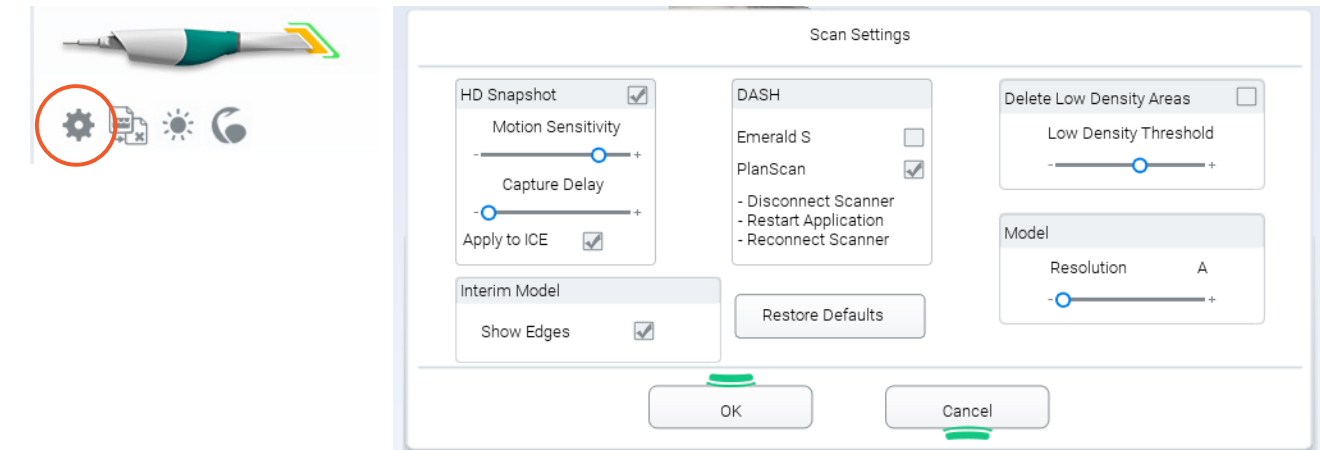 Scan Settings
HD Snapshot
Motion Sensitivity
- +
Capture Delay
- +
Apply to ICE
Interim Model
Show Edges
DASH
Emerald S
PlanScan
- Disconnect Scanner
- Restart Application
- Reconnect Scanner
Restore Defaults
Delete Low Density Areas
Low Density Threshold
- +
Model
Resolution A
- +
OK
Cancel